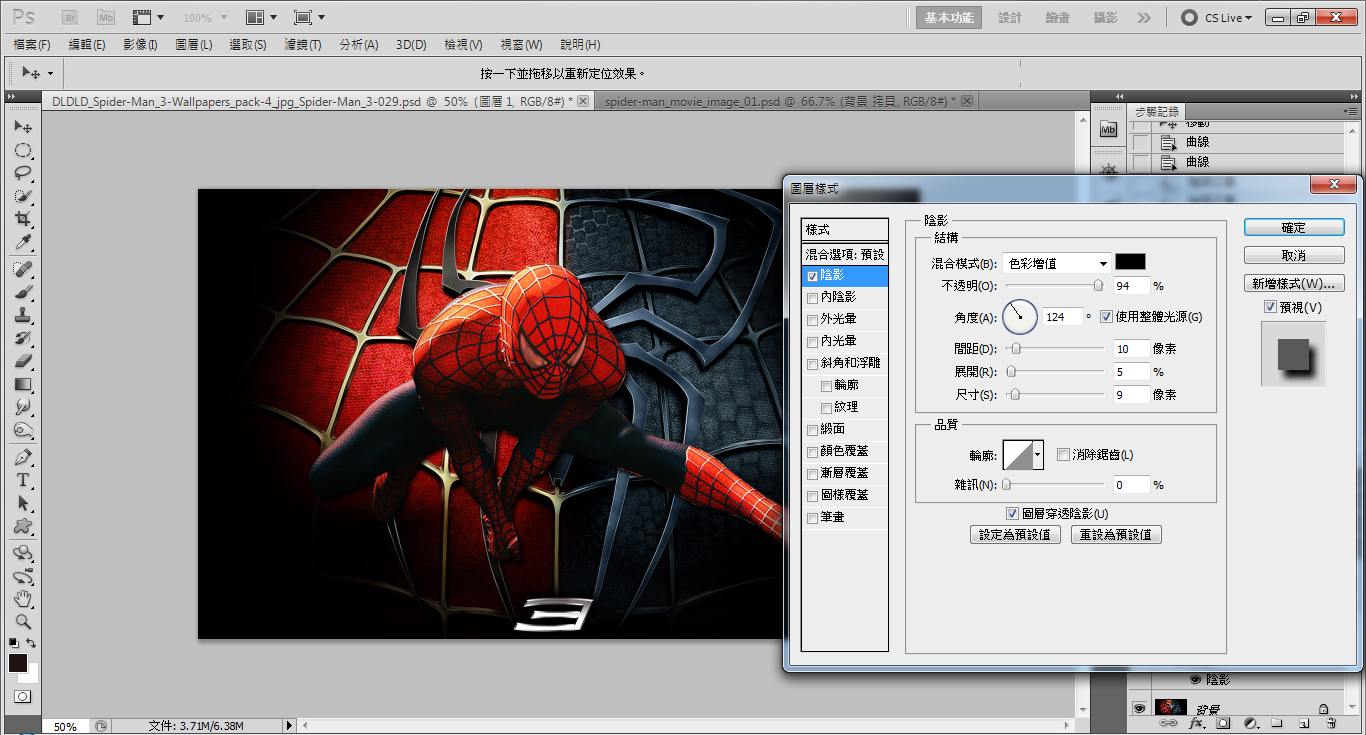 Ps Br Mb 100% 基本功能 設計 繪畫 攝影 CS Live
檔案(F) 編輯(E) 影像(I) 圖層(L) 選取(S) 濾鏡(T) 分析(A) 3D(D) 檢視(V) 視窗(W) 說明(H)
按一下並拖移以重新定位效果。
DLDLD_Spider-Man_3-Wallpapers_pack-4_jpg_Spider-Man_3-029.psd @ 50% (圖層 1, RGB/8#) *
spider-man_movie_image_01.psd @ 66.7% (背景 拷貝, RGB/8#) *
步驟記錄
Mb
移動
曲線
曲線
圖層樣式
樣式
混合選項: 預設
陰影
內陰影
外光暈
內光暈
斜角和浮雕
輪廓
紋理
緞面
顏色覆蓋
漸層覆蓋
圖樣覆蓋
筆畫
陰影
結構
混合模式(B): 色彩增值
不透明(O): 94 %
角度(A): 124 ° 使用整體光源(G)
間距(D): 10 像素
展開(R): 5 %
尺寸(S): 9 像素
品質
輪廓: 消除鋸齒(L)
雜訊(N): 0 %
圖層穿透陰影(U)
設定為預設值 重設為預設值
確定
取消
新增樣式(W)...
預視(V)
3
T
陰影
背景
fx
50% 文件: 3.71M/6.38M